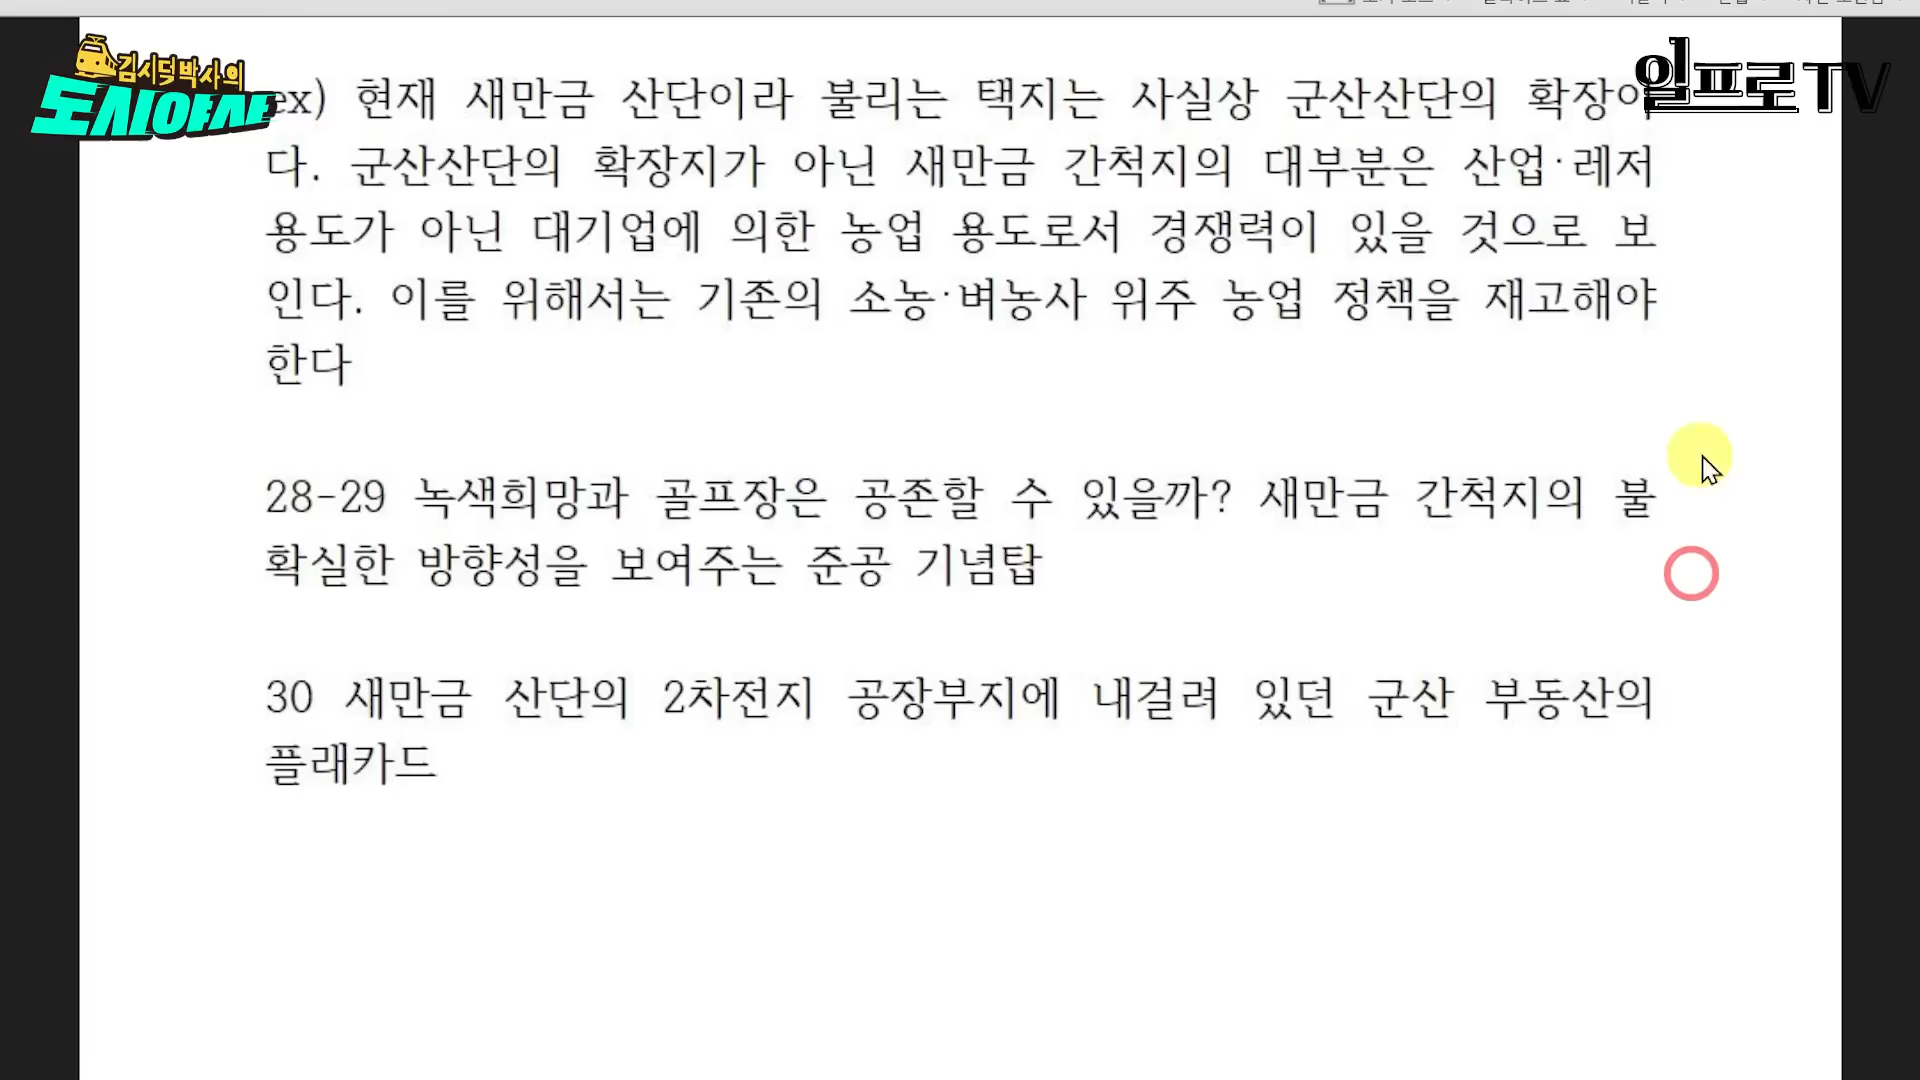 김시덕박사의
도시야사
일프로TV
ex) 현재 새만금 산단이라 불리는 택지는 사실상 군산산단의 확장이
다. 군산산단의 확장지가 아닌 새만금 간척지의 대부분은 산업·레저
용도가 아닌 대기업에 의한 농업 용도로서 경쟁력이 있을 것으로 보
인다. 이를 위해서는 기존의 소농·벼농사 위주 농업 정책을 재고해야
한다
28-29 녹색희망과 골프장은 공존할 수 있을까? 새만금 간척지의 불
확실한 방향성을 보여주는 준공 기념탑
30 새만금 산단의 2차전지 공장부지에 내걸려 있던 군산 부동산의
플래카드